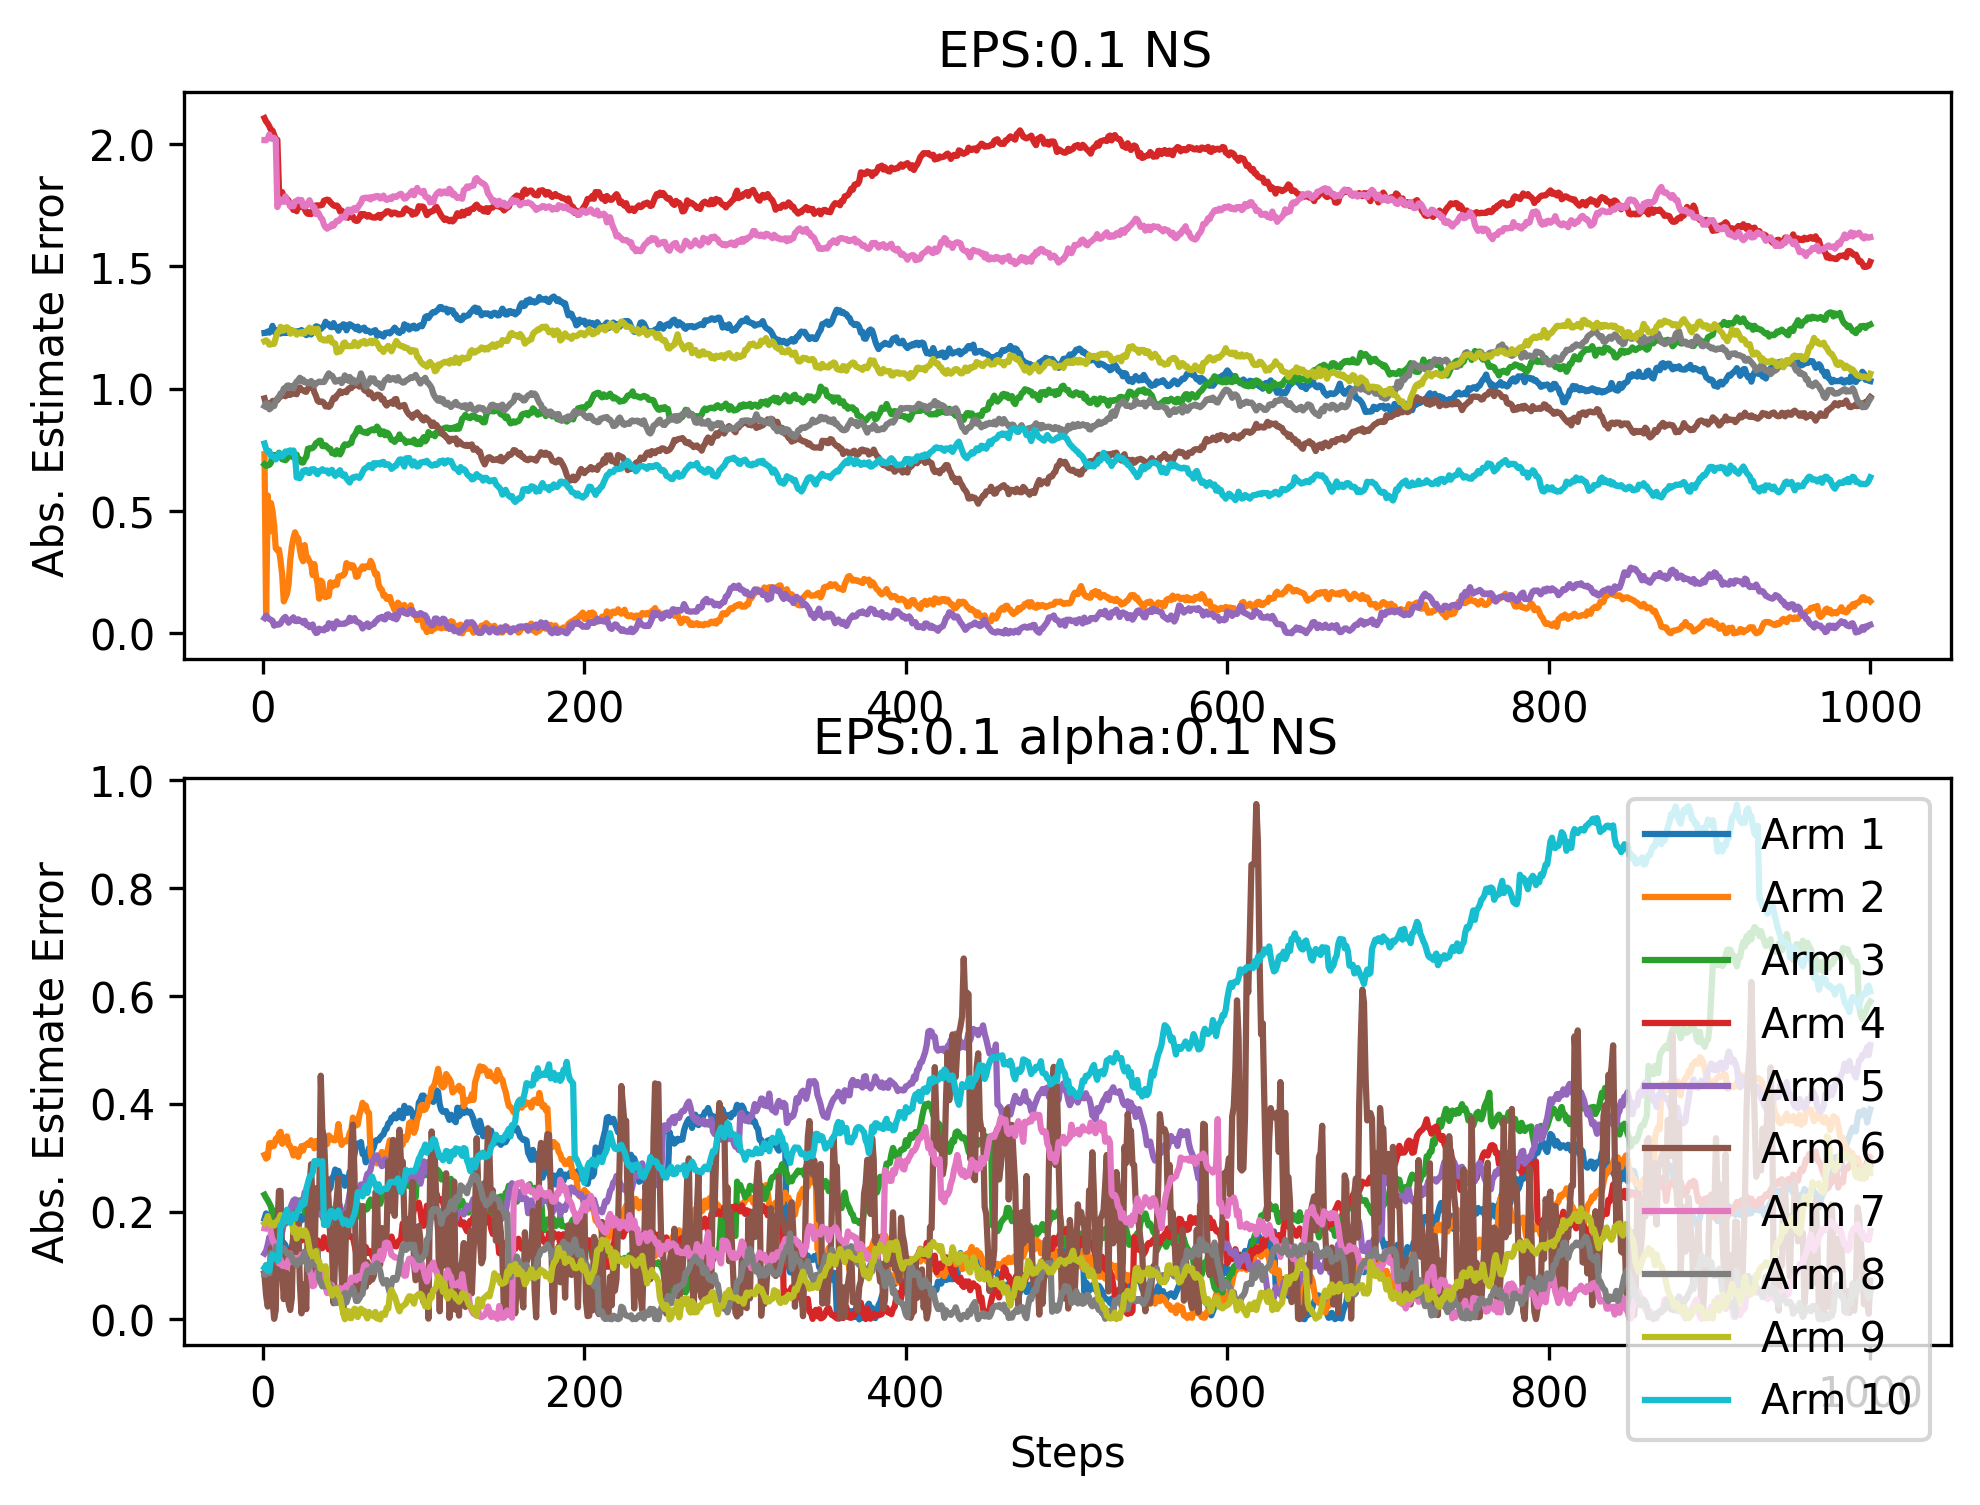 EPS:0.1 NS
Abs. Estimate Error
2.0
1.5
1.0
0.5
0.0
0 200 400 600 800 1000
EPS:0.1 alpha:0.1 NS
Abs. Estimate Error
1.0
0.8
0.6
0.4
0.2
0.0
Arm 1
Arm 2
Arm 3
Arm 4
Arm 5
Arm 6
Arm 7
Arm 8
Arm 9
Arm 10
0 200 400 600 800 1000
Steps